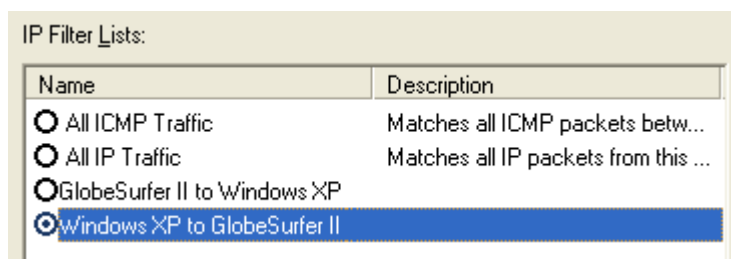 IP Filter Lists:
Name Description
All ICMP Traffic Matches all ICMP packets betw...
All IP Traffic Matches all IP packets from this ...
GlobeSurfer II to Windows XP
Windows XP to GlobeSurfer II